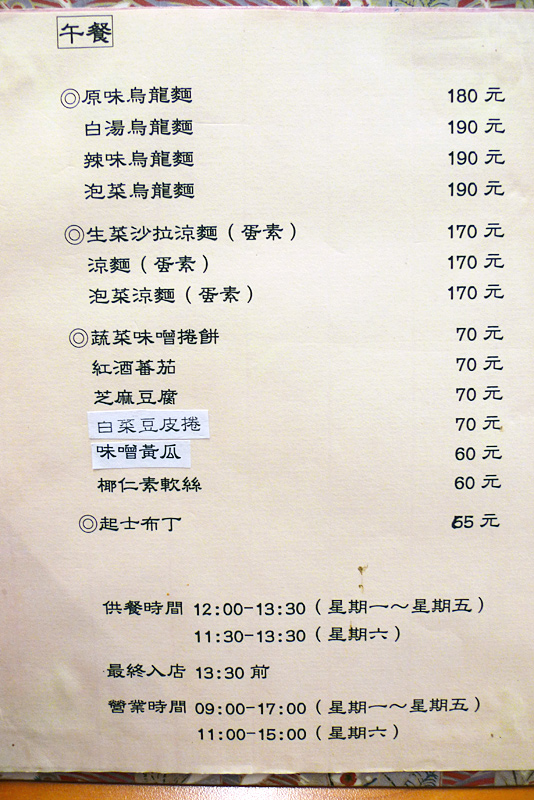 午餐
◎原味烏龍麵 180 元
白湯烏龍麵 190 元
辣味烏龍麵 190 元
泡菜烏龍麵 190 元
◎生菜沙拉涼麵（蛋素） 170 元
涼麵（蛋素） 170 元
泡菜涼麵（蛋素） 170 元
◎蔬菜味噌捲餅 70 元
紅酒蕃茄 70 元
芝麻豆腐 70 元
白菜豆皮捲 70 元
味噌黃瓜 60 元
椰仁素軟絲 60 元
◎起士布丁 65 元
供餐時間 12:00-13:30（星期一～星期五）
11:30-13:30（星期六）
最終入店 13:30 前
營業時間 09:00-17:00（星期一～星期五）
11:00-15:00（星期六）